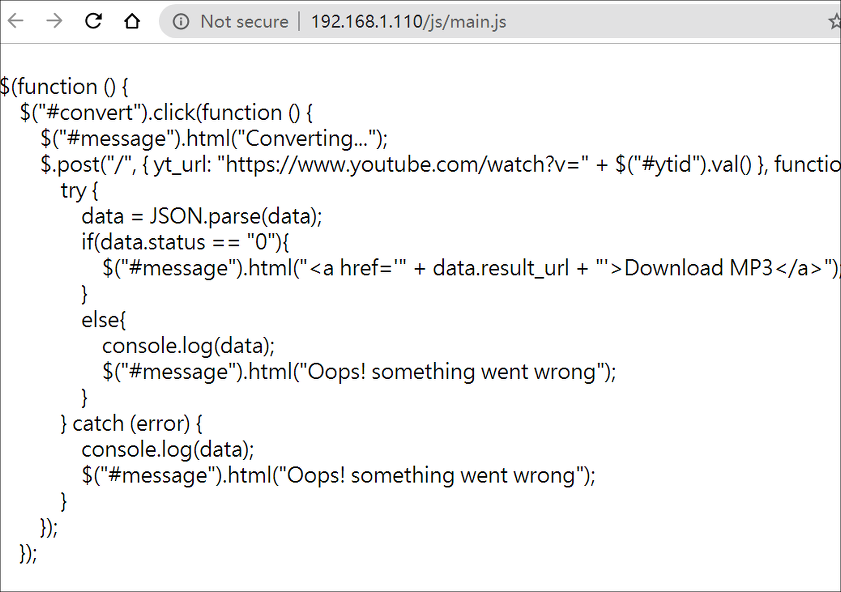 Not secure | 192.168.1.110/js/main.js
$(function () {
$("#convert").click(function () {
$("#message").html("Converting...");
$.post("/", { yt_url: "https://www.youtube.com/watch?v=" + $("#ytid").val() }, functio
try {
data = JSON.parse(data);
if(data.status == "0"){
$("#message").html("<a href='" + data.result_url + "'>Download MP3</a>");
}
else{
console.log(data);
$("#message").html("Oops! something went wrong");
}
} catch (error) {
console.log(data);
$("#message").html("Oops! something went wrong");
}
});
});